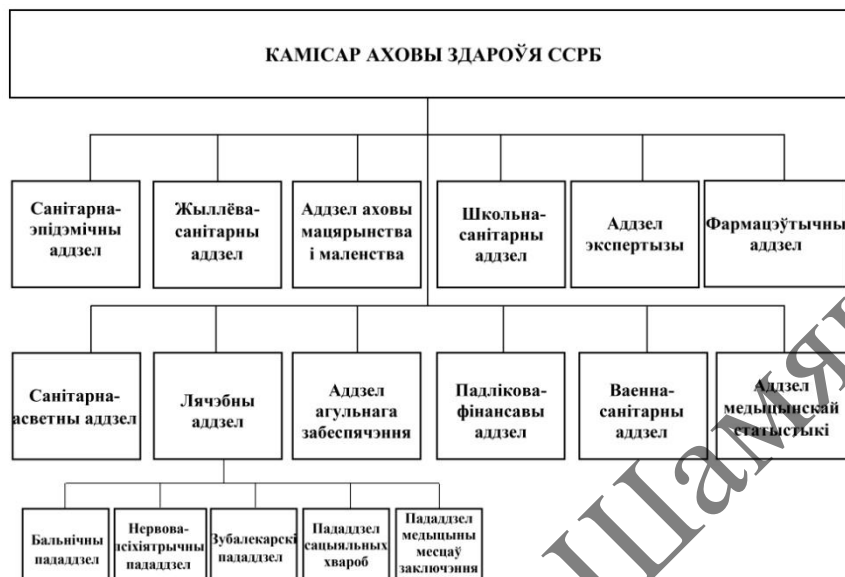 КАМІСАР АХОВЫ ЗДАРОЎЯ ССРБ
Санітарна-
эпідэмічны
аддзел
Жыллёва-
санітарны
аддзел
Аддзел аховы
мацярынства
і маленства
Школьна-
санітарны
аддзел
Аддзел
экспертызы
Фармацэўтычны
аддзел
Санітарна-
асветны аддзел
Лячэбны
аддзел
Аддзел
агульнага
забеспячэння
Падлікова-
фінансавы
аддзел
Ваенна-
санітарны
аддзел
Аддзел
медыцынскай
статыстыкі
Бальнічны
пададдзел
Нервова-
псіхіятрычны
пададдзел
Зубалекарскі
пададдзел
Пададдзел
сацыяльных
хвароб
Пададдзел
медыцыны
месцаў
заключэння